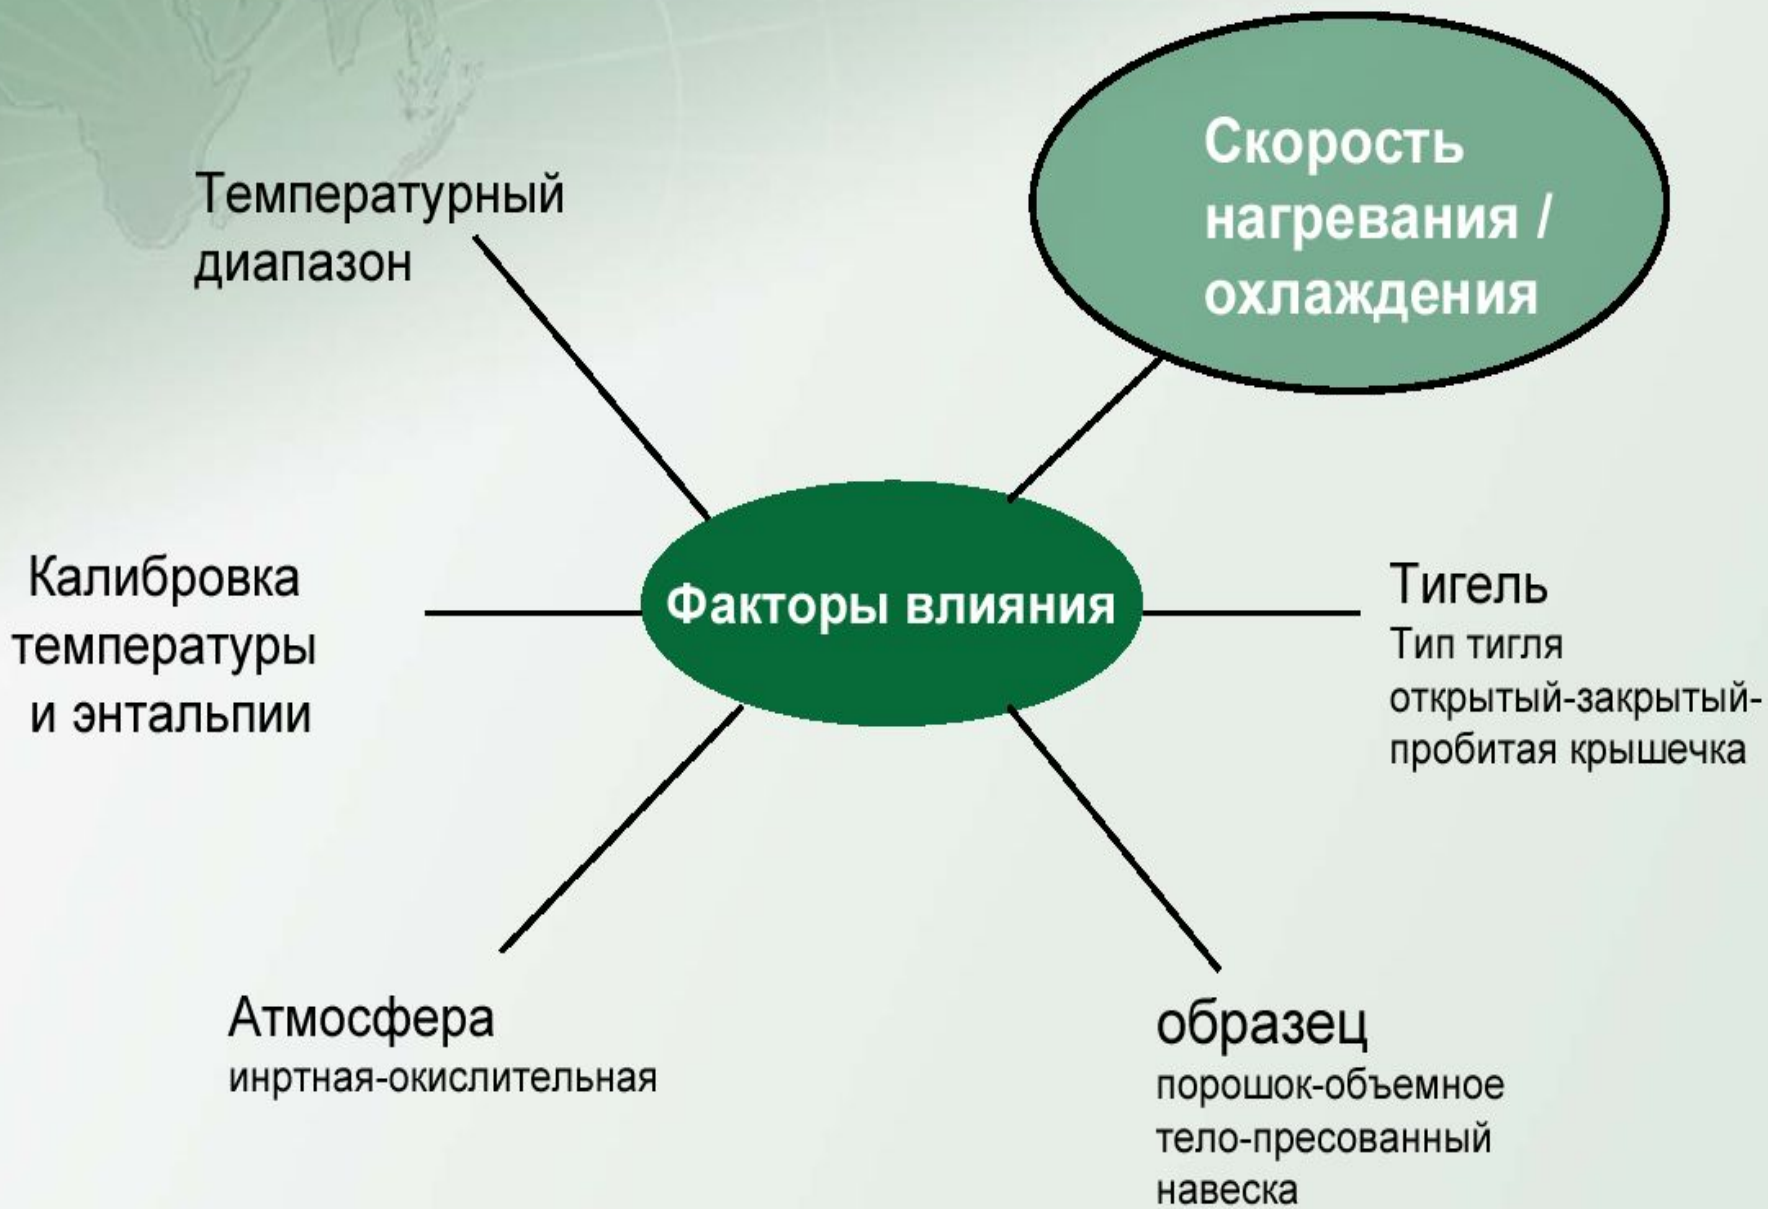 Температурный
диапазон
Скорость
нагревания /
охлаждения
Калибровка
температуры
и энтальпии
Факторы влияния
Тигель
Тип тигля
открытый-закрытый-
пробитая крышечка
Атмосфера
инртная-окислительная
образец
порошок-объемное
тело-пресованный
навеска